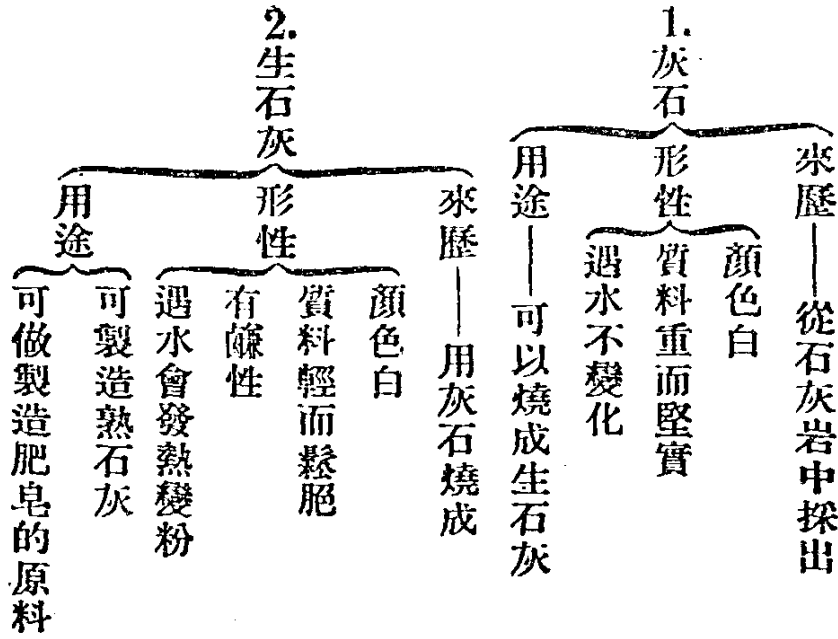 1.灰石
來歷——從石灰岩中採出
形性
顏色白
質料重而堅實
遇水不變化
用途——可以燒成生石灰
2.生石灰
來歷——用灰石燒成
形性
顏色白
質料輕而鬆脃
有鹼性
遇水會發熱變粉
用途
可製造熟石灰
可做製造肥皂的原料